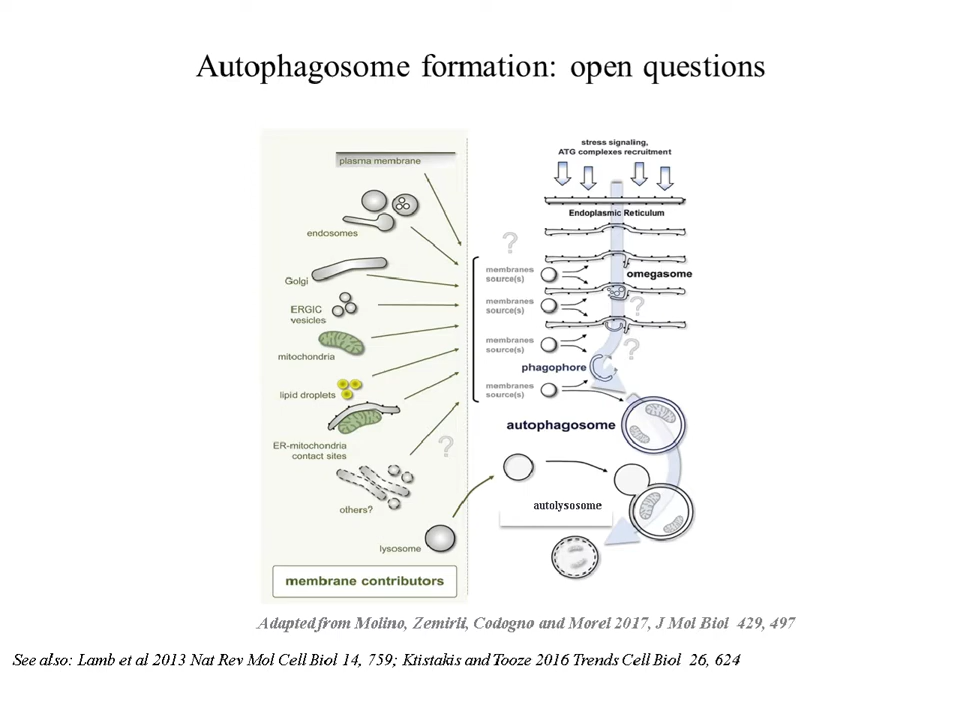 Autophagosome formation: open questions
plasma membrane
endosomes
Golgi
ERGIC
vesicles
mitochondria
lipid droplets
ER-mitochondria
contact sites
?
others?
lysosome
membrane contributors
stress signaling,
ATG complexes recruitment
Endoplasmic Reticulum
?
membranes
source(s)
omegasome
membranes
source(s)
?
membranes
source(s)
?
phagophore
membranes
source(s)
autophagosome
autolysosome
Adapted from Molino, Zemirli, Codogno and Morel 2017, J Mol Biol 429, 497
See also: Lamb et al 2013 Nat Rev Mol Cell Biol 14, 759; Ktistakis and Tooze 2016 Trends Cell Biol 26, 624